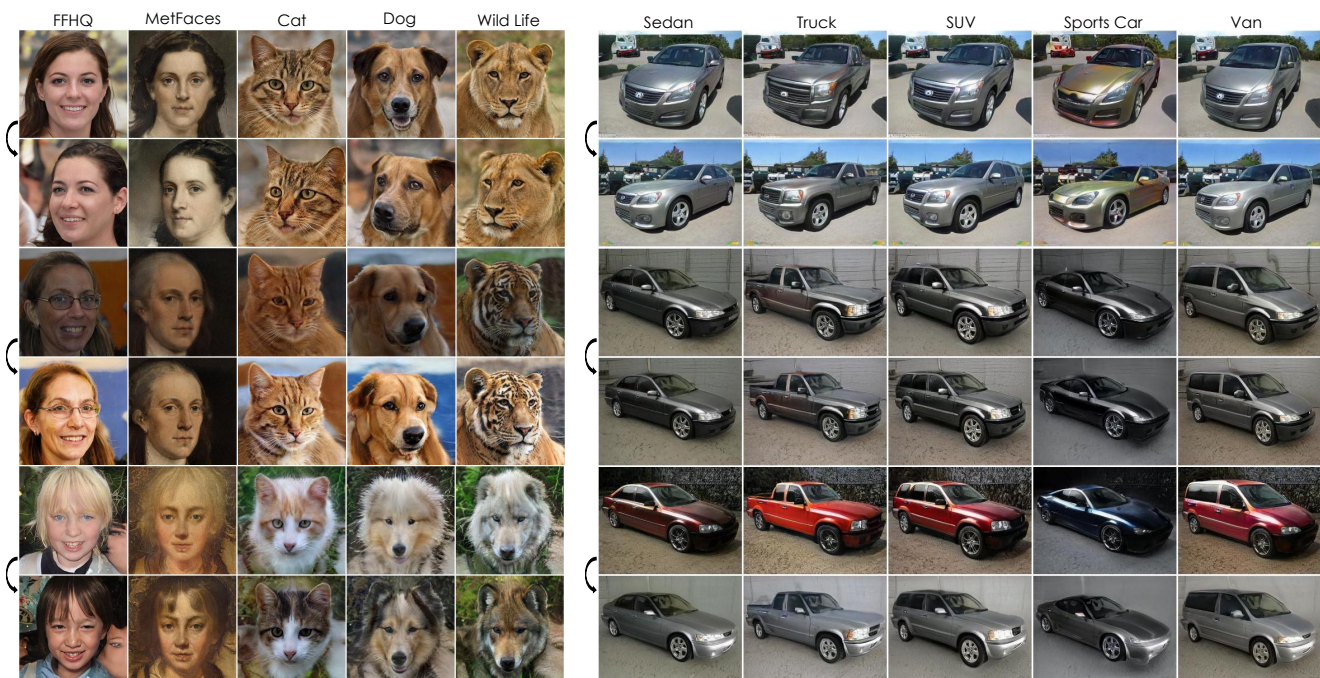 FFHQ
MetFaces
Cat
Dog
Wild Life
Sedan
Truck
SUV
Sports Car
Van